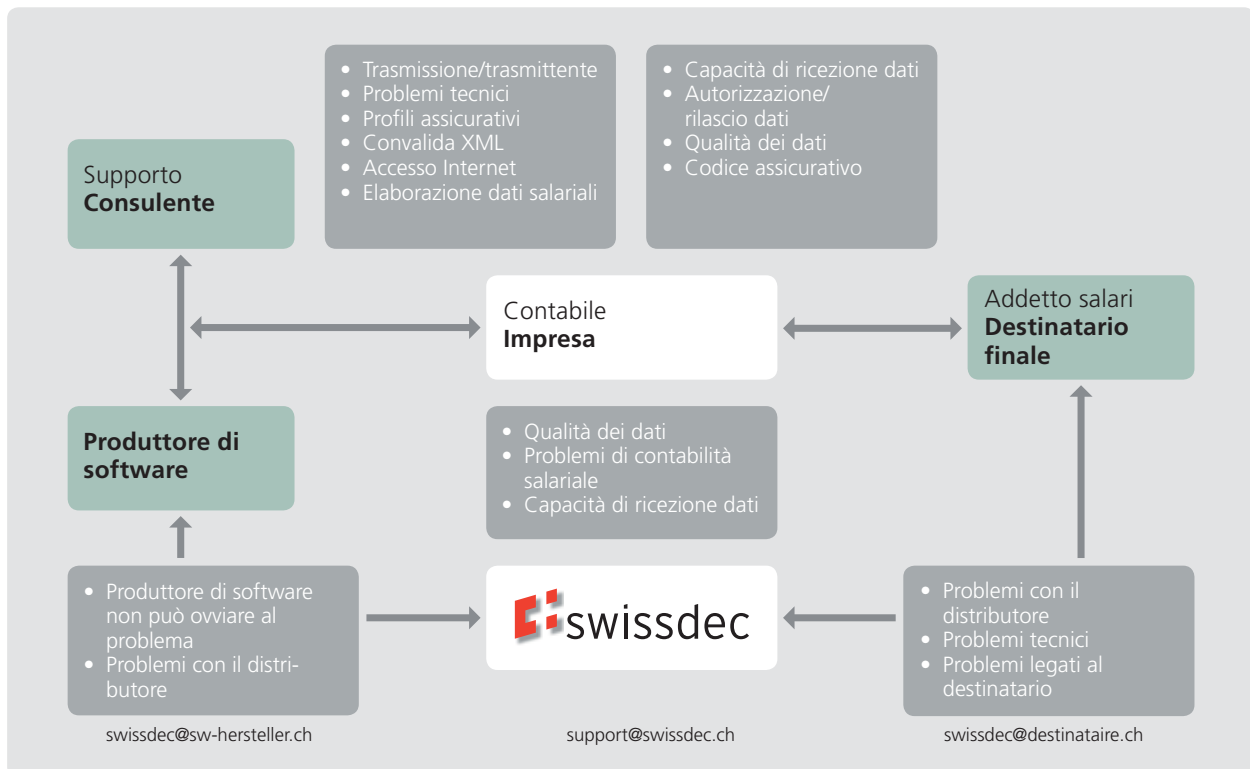 • Trasmissione/trasmittente
• Problemi tecnici
• Profili assicurativi
• Convalida XML
• Accesso Internet
• Elaborazione dati salariali
• Capacità di ricezione dati
• Autorizzazione/
rilascio dati
• Qualità dei dati
• Codice assicurativo
Supporto
Consulente
Contabile
Impresa
Addetto salari
Destinatario
finale
Produttore di
software
• Qualità dei dati
• Problemi di contabilità
salariale
• Capacità di ricezione dati
• Produttore di software
non può ovviare al
problema
• Problemi con il distri-
butore
swissdec
• Problemi con il
distributore
• Problemi tecnici
• Problemi legati al
destinatario
swissdec@sw-hersteller.ch
support@swissdec.ch
swissdec@destinataire.ch